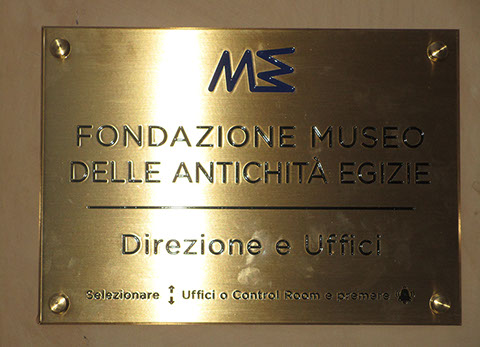 ME
FONDAZIONE MUSEO
DELLE ANTICHITÀ EGIZIE
Direzione e Uffici
Selezionare ↕ Uffici o Control Room e premere 🔔